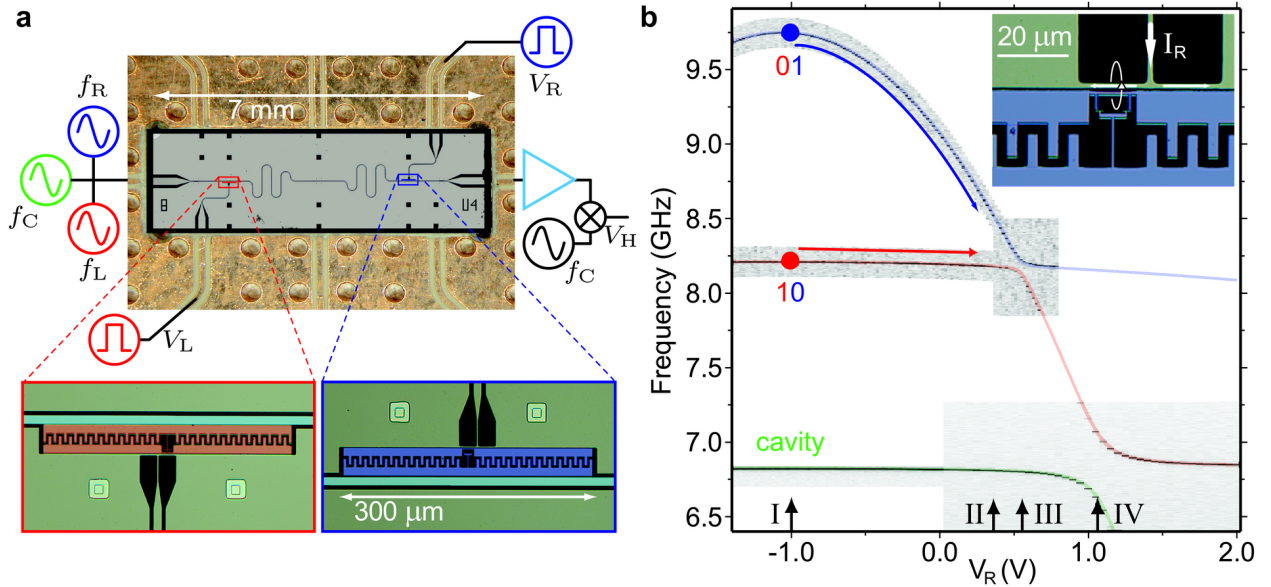 a
f_R
V_R
7 mm
f_C
8
U4
f_L
f_C
V_H
V_L
300 μm
b
20 μm
I_R
01
10
cavity
I
II
III
IV
9.5
9.0
8.5
8.0
7.5
7.0
6.5
Frequency (GHz)
-1.0
0.0
1.0
2.0
V_R (V)